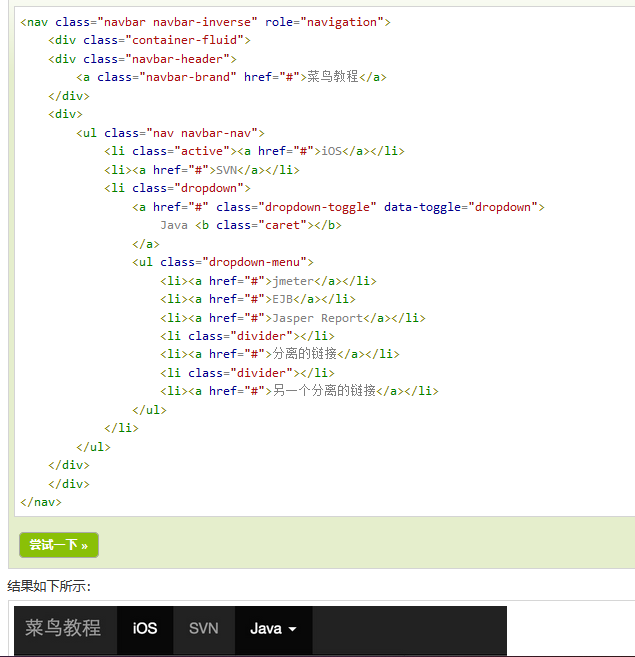 <nav class="navbar navbar-inverse" role="navigation">
    <div class="container-fluid">
    <div class="navbar-header">
        <a class="navbar-brand" href="#">菜鸟教程</a>
    </div>
    <div>
        <ul class="nav navbar-nav">
            <li class="active"><a href="#">iOS</a></li>
            <li><a href="#">SVN</a></li>
            <li class="dropdown">
                <a href="#" class="dropdown-toggle" data-toggle="dropdown">
                    Java <b class="caret"></b>
                </a>
                <ul class="dropdown-menu">
                    <li><a href="#">jmeter</a></li>
                    <li><a href="#">EJB</a></li>
                    <li><a href="#">Jasper Report</a></li>
                    <li class="divider"></li>
                    <li><a href="#">分离的链接</a></li>
                    <li class="divider"></li>
                    <li><a href="#">另一个分离的链接</a></li>
                </ul>
            </li>
        </ul>
    </div>
    </div>
</nav>
尝试一下 »
结果如下所示:
菜鸟教程 iOS SVN Java